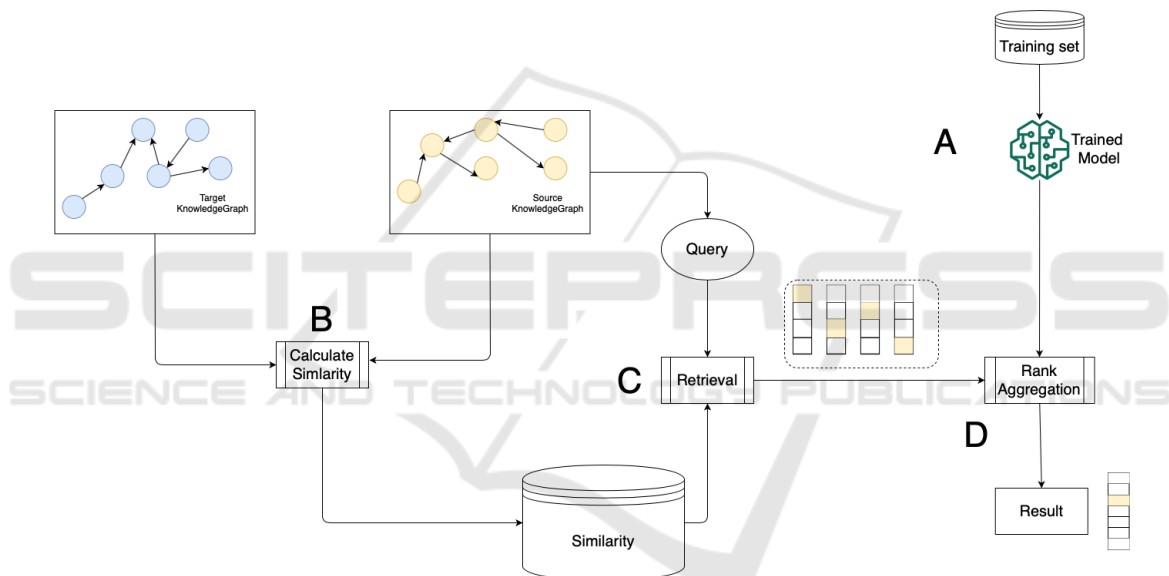 Training set
A
Trained
Model
Target
KnowledgeGraph
Source
KnowledgeGraph
Query
SCITEPRESS
B
Calculate
Simlarity
C
Retrieval
Rank
Aggregation
SCIENCE AND TECHNOLOGY PUBLICATIONS
D
Result
Similarity